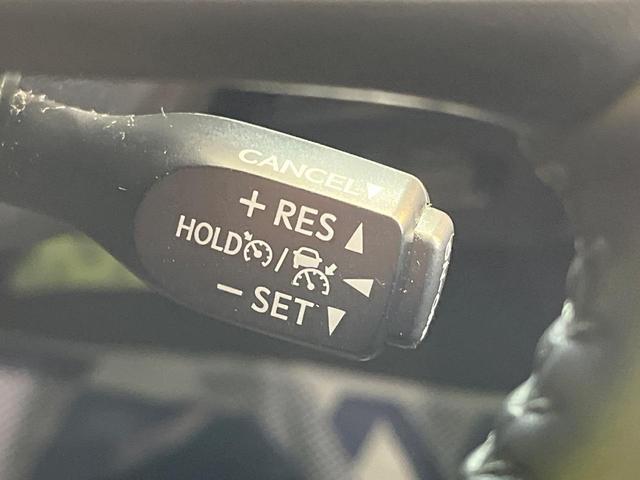 CANCEL▼
+ RES ▲
HOLD / ◀
− SET ▼